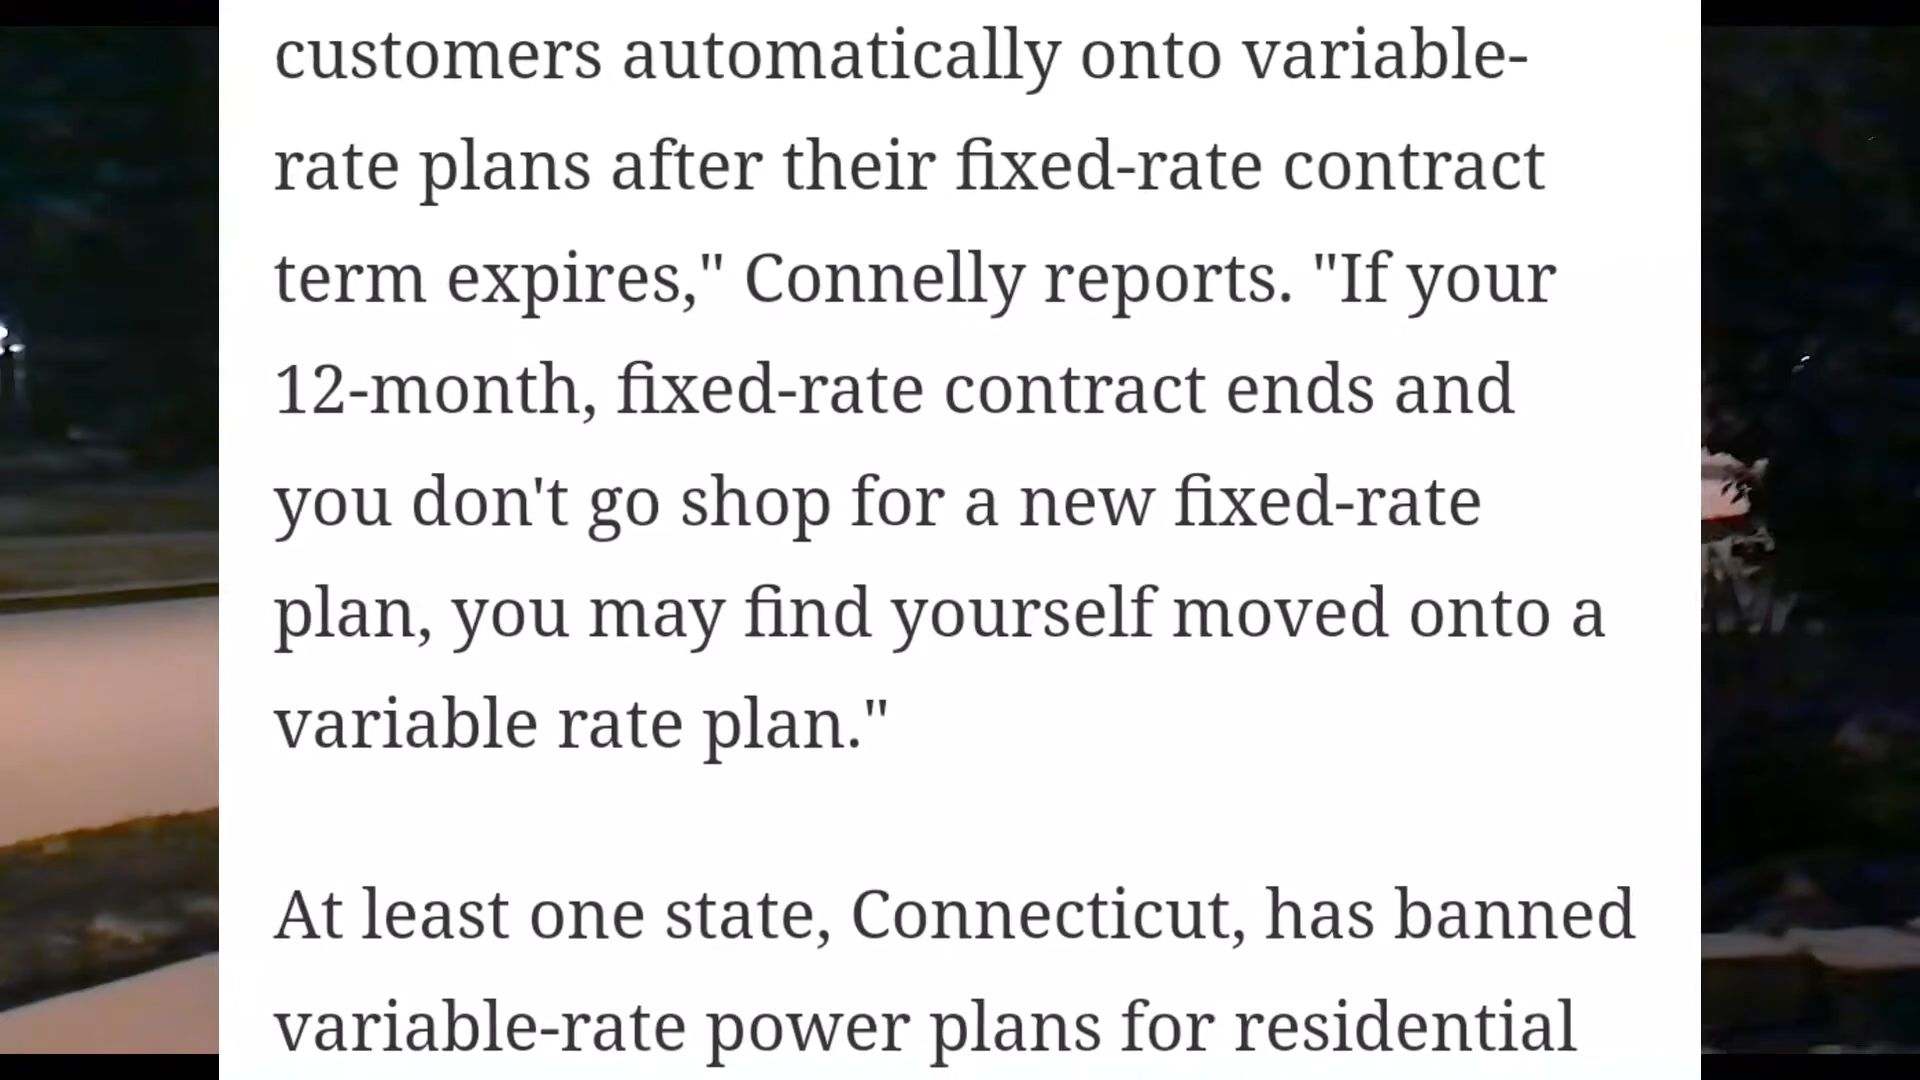 customers automatically onto variable-
rate plans after their fixed-rate contract
term expires," Connelly reports. "If your
12-month, fixed-rate contract ends and
you don't go shop for a new fixed-rate
plan, you may find yourself moved onto a
variable rate plan."
At least one state, Connecticut, has banned
variable-rate power plans for residential